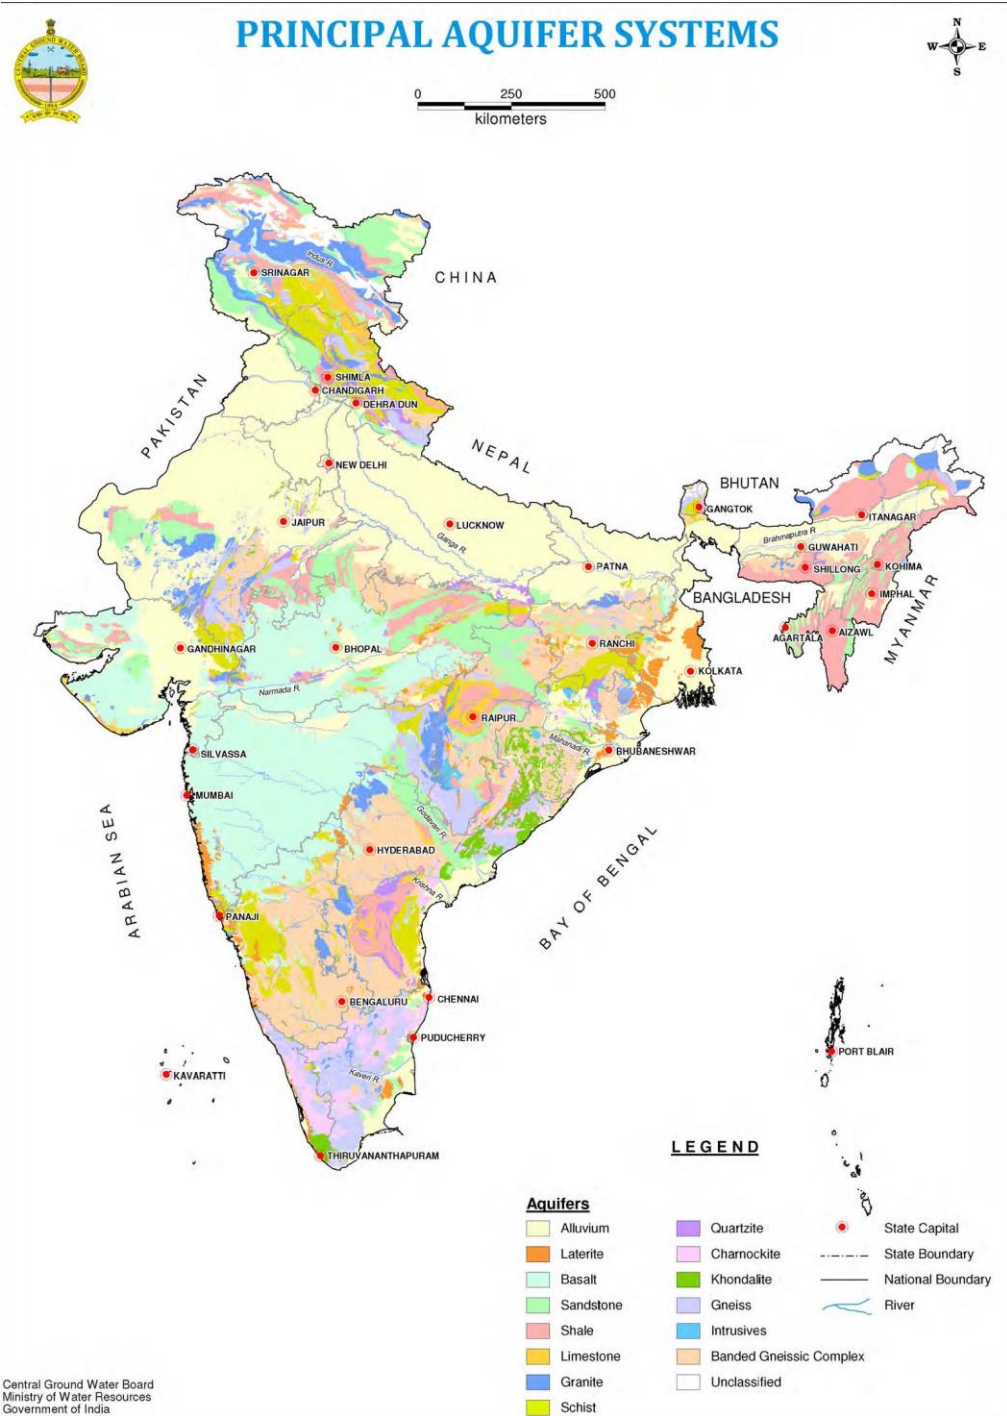 PRINCIPAL AQUIFER SYSTEMS
CENTRAL GROUND WATER BOARD
N
W E
S
0 250 500
kilometers
Indus R.
SRINAGAR
CHINA
SHIMLA
CHANDIGARH
DEHRA DUN
PAKISTAN
NEPAL
NEW DELHI
BHUTAN
GANGTOK
ITANAGAR
JAIPUR
LUCKNOW
Ganga R.
Brahmaputra R.
GUWAHATI
SHILLONG
KOHIMA
PATNA
BANGLADESH
IMPHAL
MYANMAR
AGARTALA
AIZAWL
GANDHINAGAR
BHOPAL
RANCHI
KOLKATA
Narmada R.
RAIPUR
Mahanadi R.
BHUBANESHWAR
SILVASSA
MUMBAI
ARABIAN SEA
Godavari R.
HYDERABAD
BAY OF BENGAL
Krishna R.
PANAJI
BENGALURU
CHENNAI
PUDUCHERRY
PORT BLAIR
KAVARATTI
Kaveri R.
THIRUVANANTHAPURAM
LEGEND
Aquifers
Alluvium
Laterite
Basalt
Sandstone
Shale
Limestone
Granite
Schist
Quartzite
Charnockite
Khondalite
Gneiss
Intrusives
Banded Gneissic Complex
Unclassified
State Capital
State Boundary
National Boundary
River
Central Ground Water Board
Ministry of Water Resources
Government of India